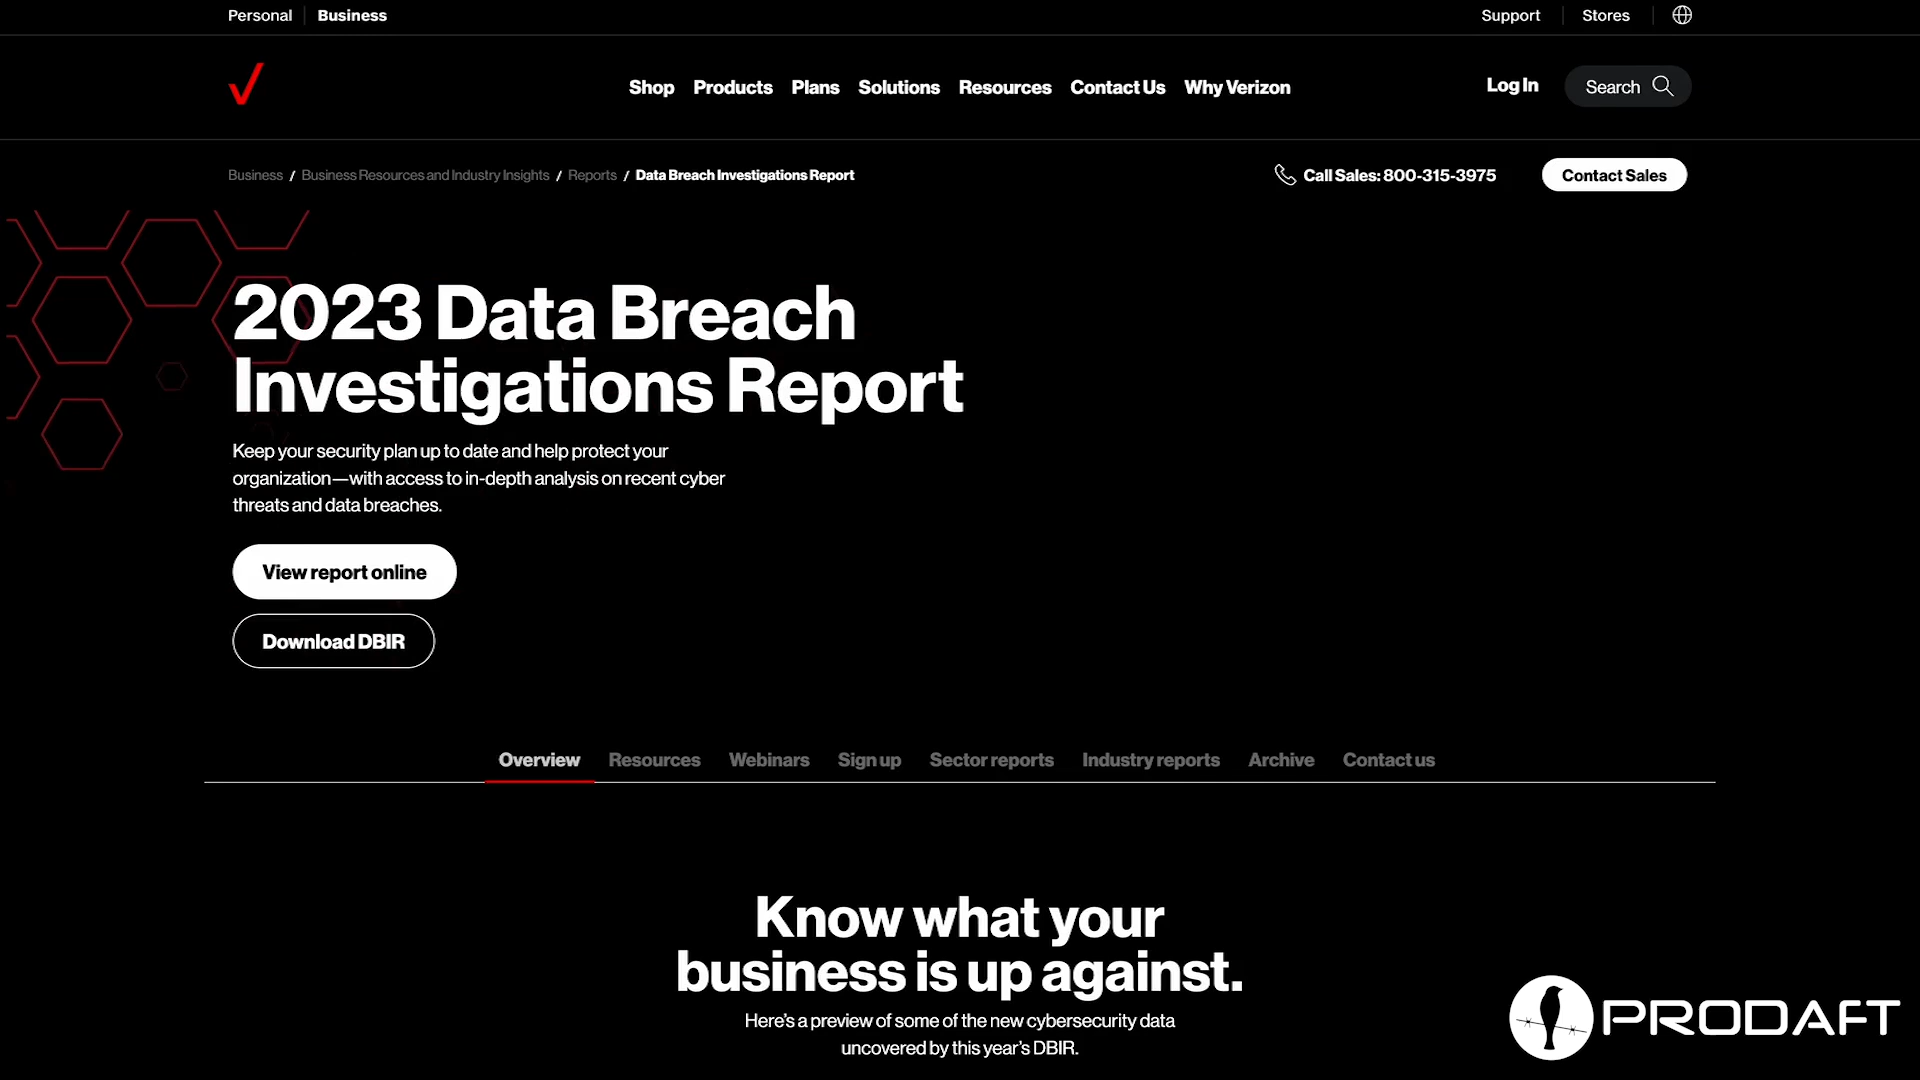 Personal Business Support Stores
Shop Products Plans Solutions Resources Contact Us Why Verizon Log In Search
Business / Business Resources and Industry Insights / Reports / Data Breach Investigations Report Call Sales: 800-315-3975 Contact Sales
2023 Data Breach
Investigations Report
Keep your security plan up to date and help protect your
organization—with access to in-depth analysis on recent cyber
threats and data breaches.
View report online
Download DBIR
Overview Resources Webinars Sign up Sector reports Industry reports Archive Contact us
Know what your
business is up against.
Here's a preview of some of the new cybersecurity data
uncovered by this year's DBIR.
PRODAFT